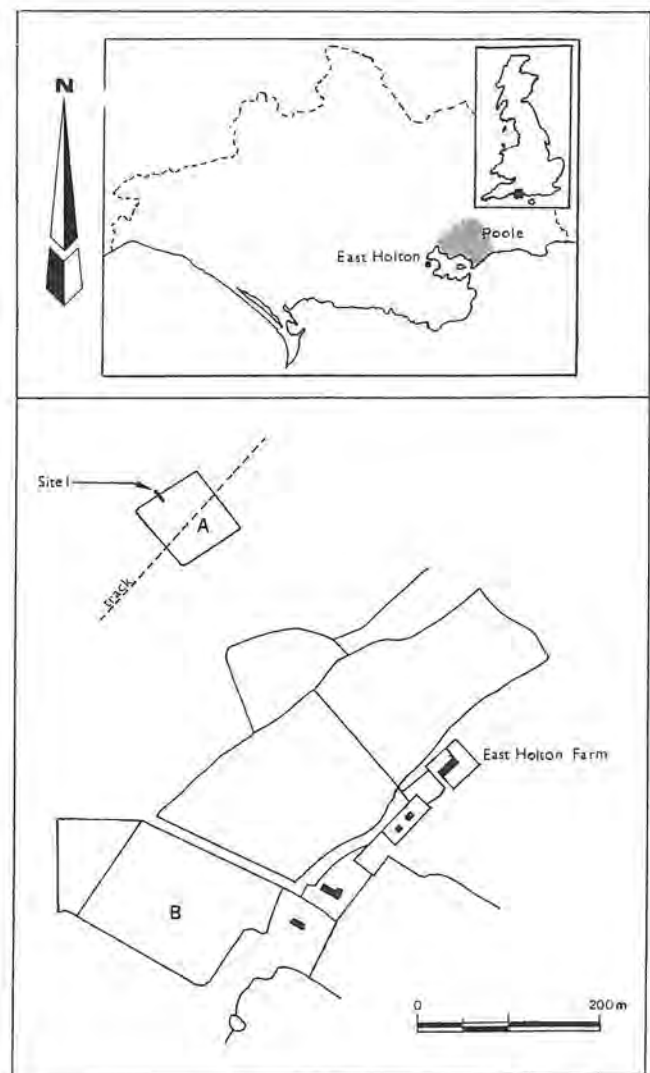 N
Poole
East Holton
Site I
A
track
East Holton Farm
B
0 200 m